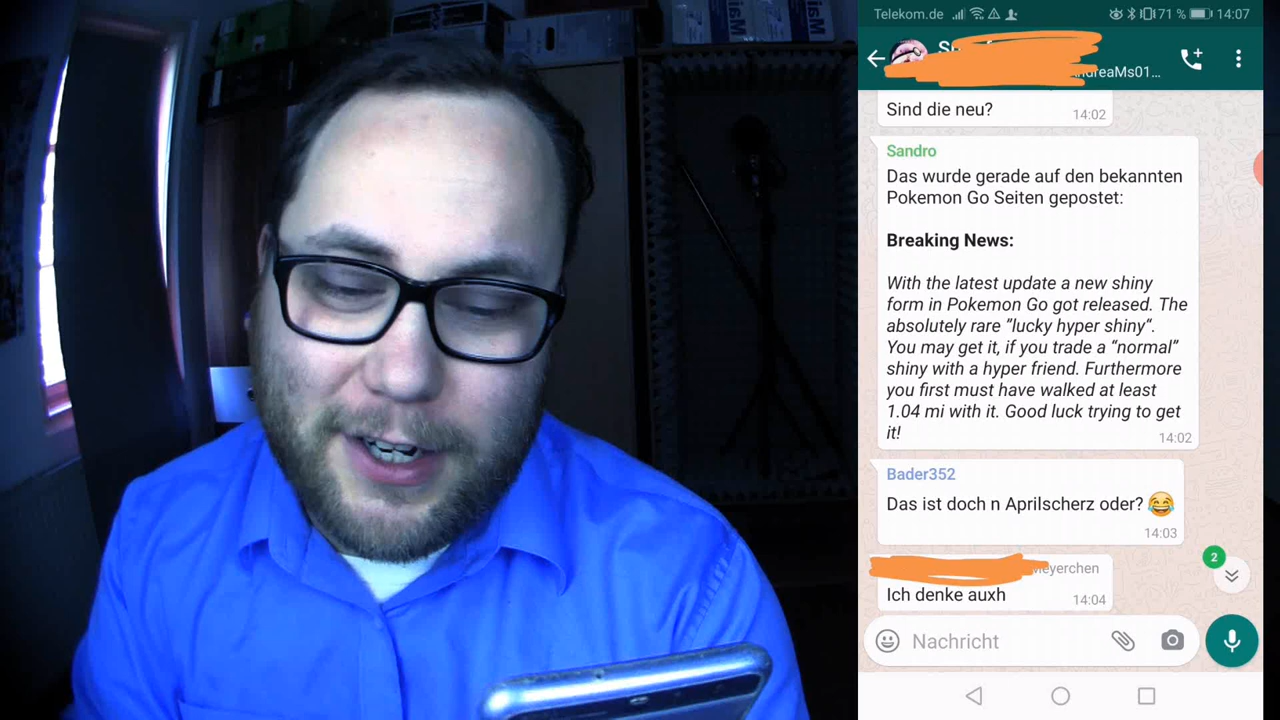 Telekom.de 71 % 14:07
ndreaMs01...
Sind die neu?
14:02
Sandro
Das wurde gerade auf den bekannten
Pokemon Go Seiten gepostet:
Breaking News:
With the latest update a new shiny
form in Pokemon Go got released. The
absolutely rare ”lucky hyper shiny“.
You may get it, if you trade a “normal”
shiny with a hyper friend. Furthermore
you first must have walked at least
1.04 mi with it. Good luck trying to get
it!
14:02
Bader352
Das ist doch n Aprilscherz oder? 😂
14:03
2
eyerchen
Ich denke auxh
14:04
Nachricht